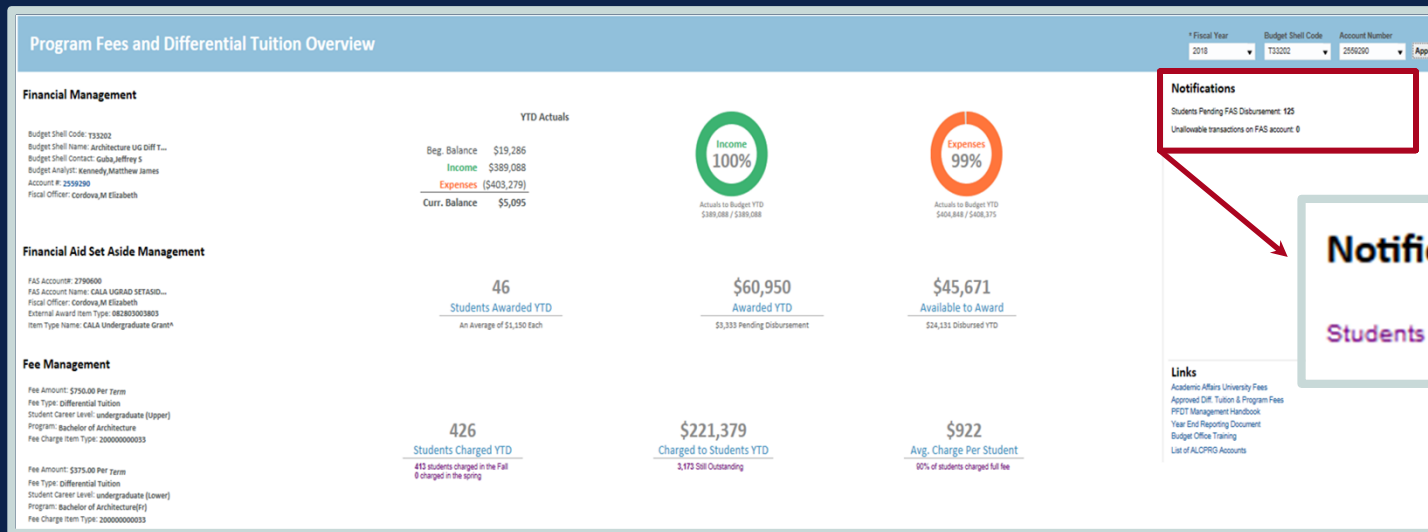 Program Fees and Differential Tuition Overview
* Fiscal Year Budget Shell Code Account Number
2018 T33202 2559290 App
Financial Management
Budget Shell Code: T33202
Budget Shell Name: Architecture UG Diff T...
Budget Shell Contact: Guba,Jeffrey S
Budget Analyst: Kennedy,Matthew James
Account #: 2559290
Fiscal Officer: Cordova,M Elizabeth
YTD Actuals
Beg. Balance $19,286
Income $389,088
Expenses ($403,279)
Curr. Balance $5,095
Income
100%
Actuals to Budget YTD
$389,088 / $389,088
Expenses
99%
Actuals to Budget YTD
$404,848 / $408,375
Notifications
Students Pending FAS Disbursement: 125
Unallowable transactions on FAS account: 0
Notifi
Students
Financial Aid Set Aside Management
FAS Account#: 2790600
FAS Account Name: CALA UGRAD SETASID...
Fiscal Officer: Cordova,M Elizabeth
External Award Item Type: 082803003803
Item Type Name: CALA Undergraduate Grant^
46
Students Awarded YTD
An Average of $1,150 Each
$60,950
Awarded YTD
$3,333 Pending Disbursement
$45,671
Available to Award
$24,131 Disbursed YTD
Fee Management
Fee Amount: $750.00 Per Term
Fee Type: Differential Tuition
Student Career Level: undergraduate (Upper)
Program: Bachelor of Architecture
Fee Charge Item Type: 200000000033
Fee Amount: $375.00 Per Term
Fee Type: Differential Tuition
Student Career Level: undergraduate (Lower)
Program: Bachelor of Architecture(Fr)
Fee Charge Item Type: 200000000033
426
Students Charged YTD
413 students charged in the Fall
0 charged in the spring
$221,379
Charged to Students YTD
3,173 Still Outstanding
$922
Avg. Charge Per Student
90% of students charged full fee
Links
Academic Affairs University Fees
Approved Diff. Tuition & Program Fees
PFDT Management Handbook
Year End Reporting Document
Budget Office Training
List of ALCPRG Accounts